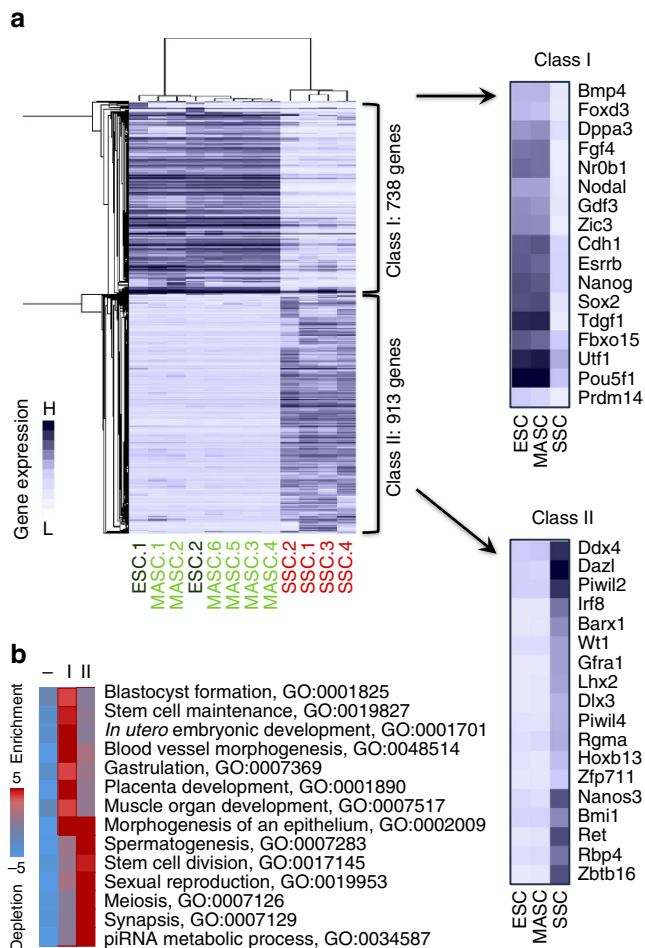 a
Class I
Class I: 738 genes
Class II: 913 genes
Gene expression
H
L
ESC.1
MASC.1
MASC.2
ESC.2
MASC.6
MASC.5
MASC.3
MASC.4
SSC.2
SSC.1
SSC.3
SSC.4
Bmp4
Foxd3
Dppa3
Fgf4
Nr0b1
Nodal
Gdf3
Zic3
Cdh1
Esrrb
Nanog
Sox2
Tdgf1
Fbxo15
Utf1
Pou5f1
Prdm14
ESC
MASC
SSC
Class II
Ddx4
Dazl
Piwil2
Irf8
Barx1
Wt1
Gfra1
Lhx2
Dlx3
Piwil4
Rgma
Hoxb13
Zfp711
Nanos3
Bmi1
Ret
Rbp4
Zbtb16
ESC
MASC
SSC
b
– I II
Enrichment
5
–5
Depletion
Blastocyst formation, GO:0001825
Stem cell maintenance, GO:0019827
In utero embryonic development, GO:0001701
Blood vessel morphogenesis, GO:0048514
Gastrulation, GO:0007369
Placenta development, GO:0001890
Muscle organ development, GO:0007517
Morphogenesis of an epithelium, GO:0002009
Spermatogenesis, GO:0007283
Stem cell division, GO:0017145
Sexual reproduction, GO:0019953
Meiosis, GO:0007126
Synapsis, GO:0007129
piRNA metabolic process, GO:0034587